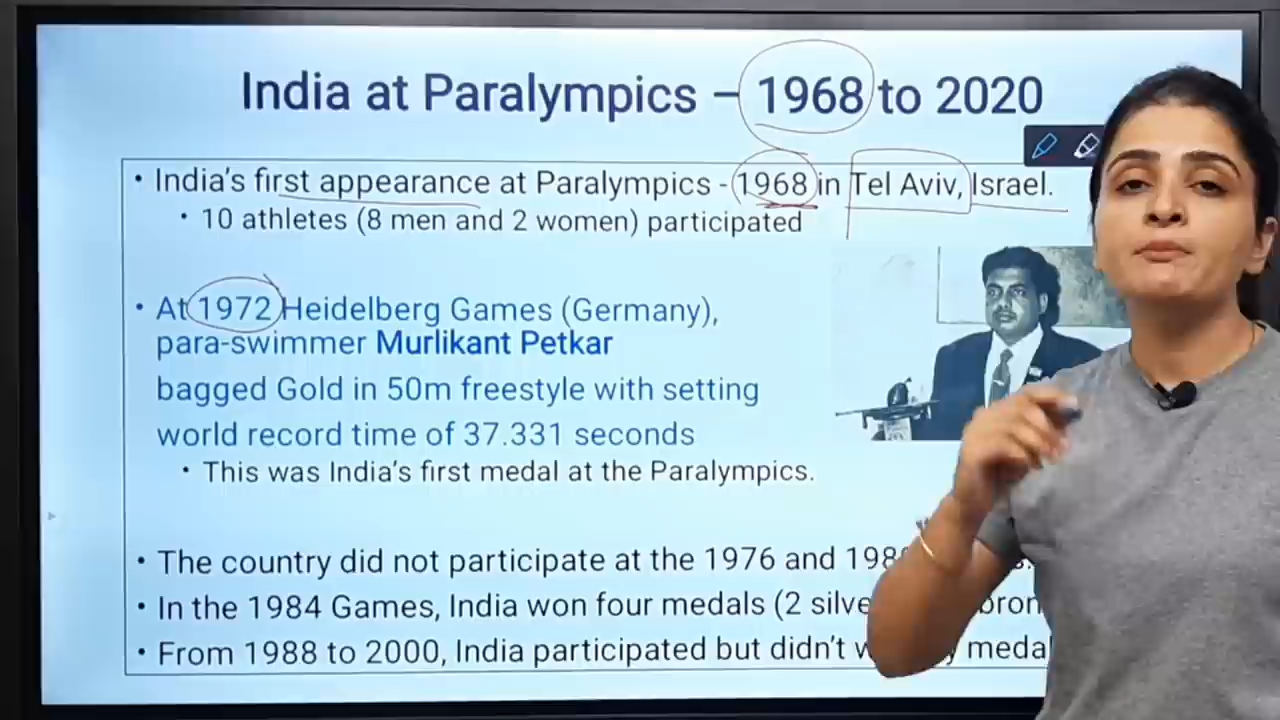 India at Paralympics – 1968 to 2020
• India's first appearance at Paralympics - 1968 in Tel Aviv, Israel.
• 10 athletes (8 men and 2 women) participated
• At 1972 Heidelberg Games (Germany),
para-swimmer Murlikant Petkar
bagged Gold in 50m freestyle with setting
world record time of 37.331 seconds
• This was India's first medal at the Paralympics.
• The country did not participate at the 1976 and
• In the 1984 Games, India won four medals (2
• From 1988 to 2000, India participated but didn't